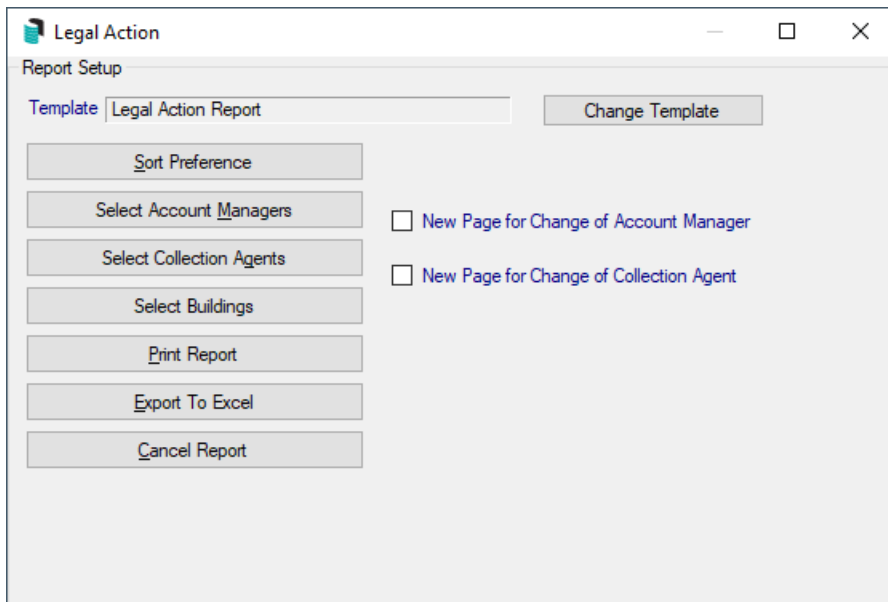 Legal Action
Report Setup
Template Legal Action Report Change Template
Sort Preference
Select Account Managers
New Page for Change of Account Manager
Select Collection Agents
New Page for Change of Collection Agent
Select Buildings
Print Report
Export To Excel
Cancel Report